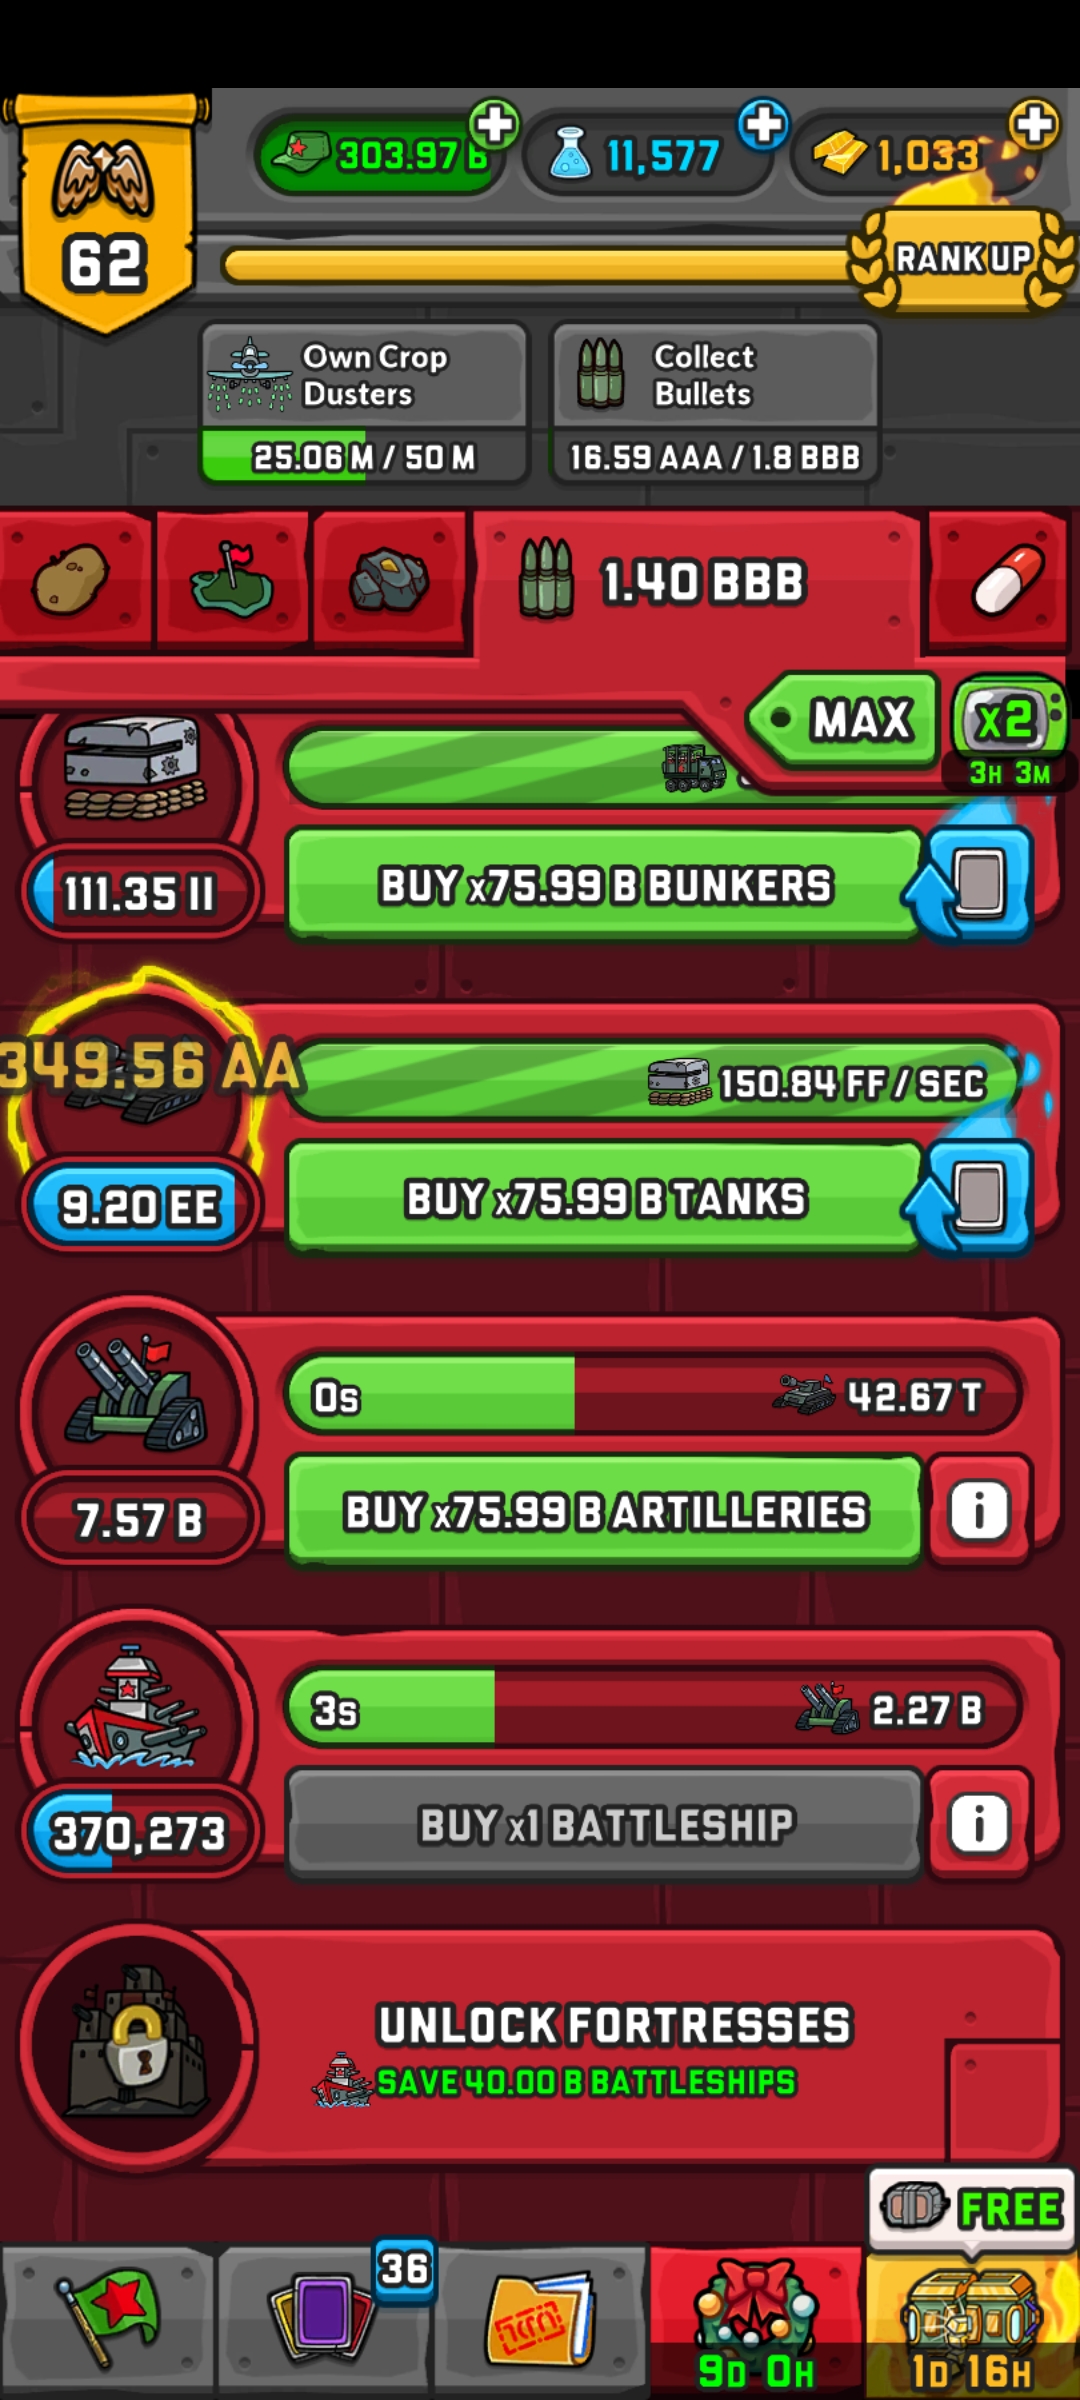 303.97 B
11,577
1,033
62
RANK UP
Own Crop
Dusters
25.06 M / 50 M
Collect
Bullets
16.59 AAA / 1.8 BBB
1.40 BBB
MAX
x2
3H 3M
111.35 II
BUY x75.99 B BUNKERS
349.56 AA
150.84 FF / SEC
9.20 EE
BUY x75.99 B TANKS
0s
42.67 T
7.57 B
BUY x75.99 B ARTILLERIES
i
3s
2.27 B
370,273
BUY x1 BATTLESHIP
i
UNLOCK FORTRESSES
SAVE 40.00 B BATTLESHIPS
FREE
36
9D 0H
1D 16H